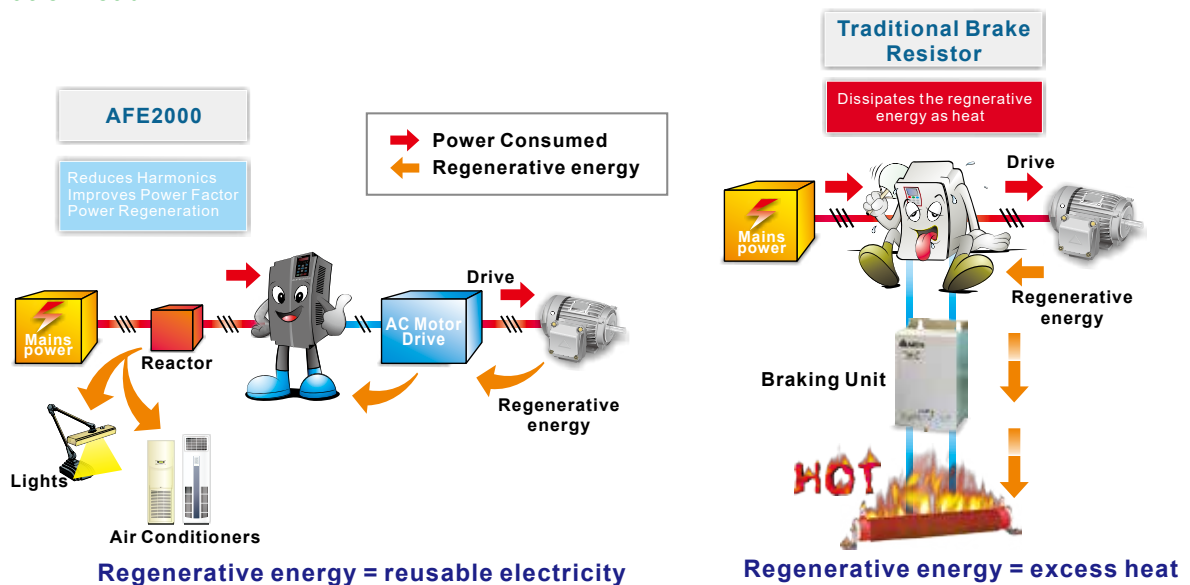 AFE2000
Reduces Harmonics
Improves Power Factor
Power Regeneration
Power Consumed
Regenerative energy
Mains
power
Reactor
AC Motor
Drive
Drive
Regenerative
energy
Lights
Air Conditioners
Regenerative energy = reusable electricity
Traditional Brake
Resistor
Dissipates the regnerative
energy as heat
Mains
power
Drive
Regenerative
energy
Braking Unit
HOT
Regenerative energy = excess heat